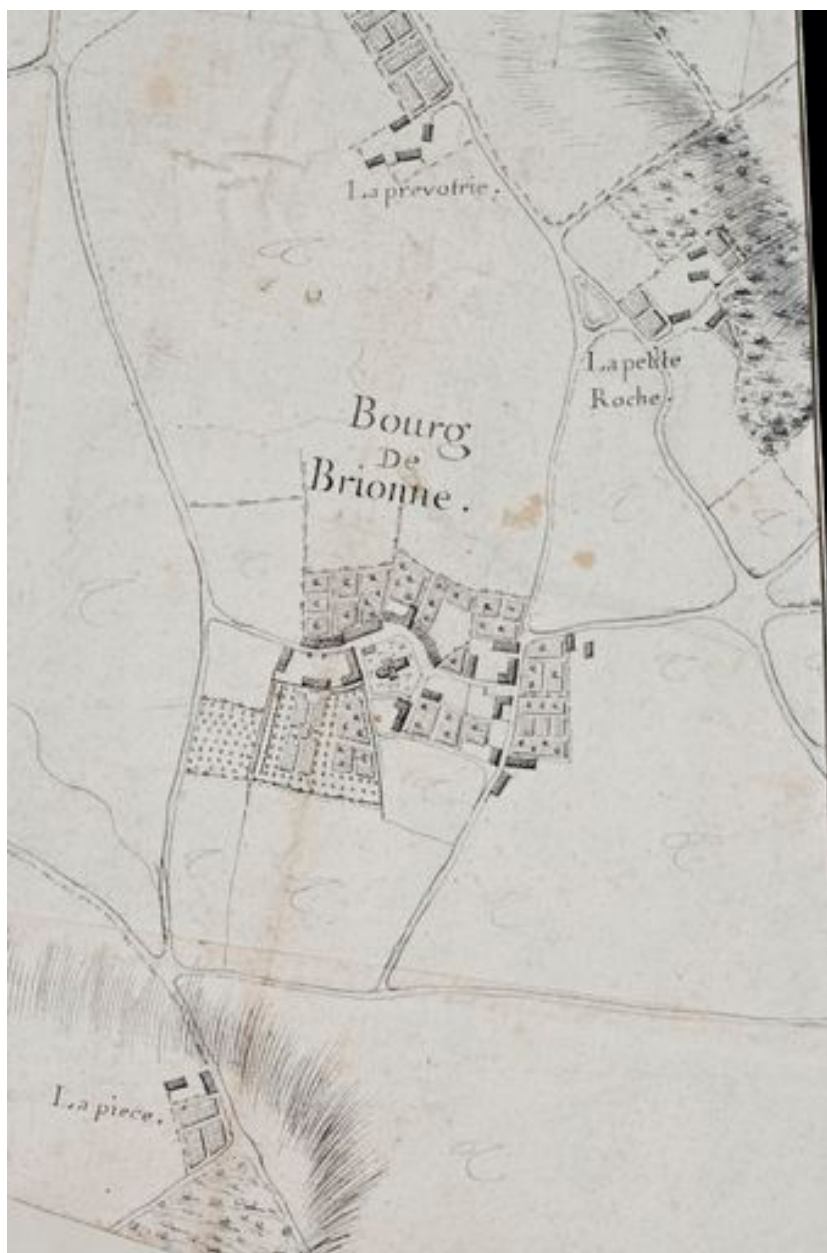 La prevotrie.
La petite
Roche.
Bourg
De
Brionne.
La piece.